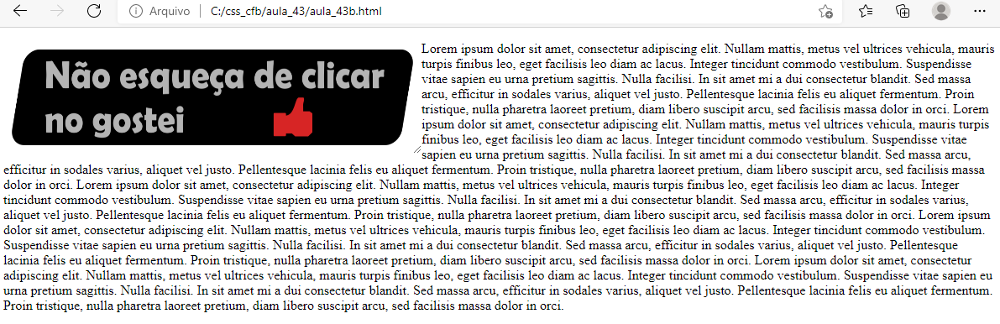 Arquivo C:/css_cfb/aula_43/aula_43b.html
Não esqueça de clicar
no gostei
Lorem ipsum dolor sit amet, consectetur adipiscing elit. Nullam mattis, metus vel ultrices vehicula, mauris
turpis finibus leo, eget facilisis leo diam ac lacus. Integer tincidunt commodo vestibulum. Suspendisse
vitae sapien eu urna pretium sagittis. Nulla facilisi. In sit amet mi a dui consectetur blandit. Sed massa
arcu, efficitur in sodales varius, aliquet vel justo. Pellentesque lacinia felis eu aliquet fermentum. Proin
tristique, nulla pharetra laoreet pretium, diam libero suscipit arcu, sed facilisis massa dolor in orci. Lorem
ipsum dolor sit amet, consectetur adipiscing elit. Nullam mattis, metus vel ultrices vehicula, mauris turpis
finibus leo, eget facilisis leo diam ac lacus. Integer tincidunt commodo vestibulum. Suspendisse vitae
sapien eu urna pretium sagittis. Nulla facilisi. In sit amet mi a dui consectetur blandit. Sed massa arcu,
efficitur in sodales varius, aliquet vel justo. Pellentesque lacinia felis eu aliquet fermentum. Proin tristique, nulla pharetra laoreet pretium, diam libero suscipit arcu, sed facilisis massa
dolor in orci. Lorem ipsum dolor sit amet, consectetur adipiscing elit. Nullam mattis, metus vel ultrices vehicula, mauris turpis finibus leo, eget facilisis leo diam ac lacus. Integer
tincidunt commodo vestibulum. Suspendisse vitae sapien eu urna pretium sagittis. Nulla facilisi. In sit amet mi a dui consectetur blandit. Sed massa arcu, efficitur in sodales varius,
aliquet vel justo. Pellentesque lacinia felis eu aliquet fermentum. Proin tristique, nulla pharetra laoreet pretium, diam libero suscipit arcu, sed facilisis massa dolor in orci. Lorem ipsum
dolor sit amet, consectetur adipiscing elit. Nullam mattis, metus vel ultrices vehicula, mauris turpis finibus leo, eget facilisis leo diam ac lacus. Integer tincidunt commodo vestibulum.
Suspendisse vitae sapien eu urna pretium sagittis. Nulla facilisi. In sit amet mi a dui consectetur blandit. Sed massa arcu, efficitur in sodales varius, aliquet vel justo. Pellentesque
lacinia felis eu aliquet fermentum. Proin tristique, nulla pharetra laoreet pretium, diam libero suscipit arcu, sed facilisis massa dolor in orci. Lorem ipsum dolor sit amet, consectetur
adipiscing elit. Nullam mattis, metus vel ultrices vehicula, mauris turpis finibus leo, eget facilisis leo diam ac lacus. Integer tincidunt commodo vestibulum. Suspendisse vitae sapien eu
urna pretium sagittis. Nulla facilisi. In sit amet mi a dui consectetur blandit. Sed massa arcu, efficitur in sodales varius, aliquet vel justo. Pellentesque lacinia felis eu aliquet fermentum.
Proin tristique, nulla pharetra laoreet pretium, diam libero suscipit arcu, sed facilisis massa dolor in orci.